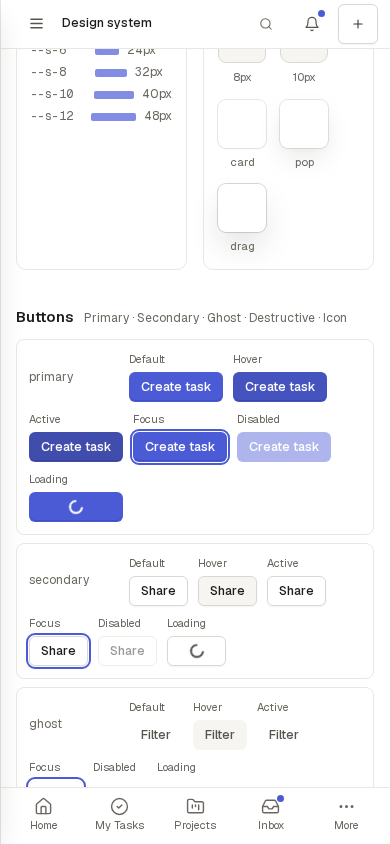 Design system
--s-6 24px
--s-8 32px
--s-10 40px
--s-12 48px
8px 10px
card pop
drag
Buttons Primary · Secondary · Ghost · Destructive · Icon
Default Hover
primary Create task Create task
Active Focus Disabled
Create task Create task Create task
Loading
Default Hover Active
secondary Share Share Share
Focus Disabled Loading
Share Share
Default Hover Active
ghost Filter Filter Filter
Focus Disabled Loading
Home My Tasks Projects Inbox More